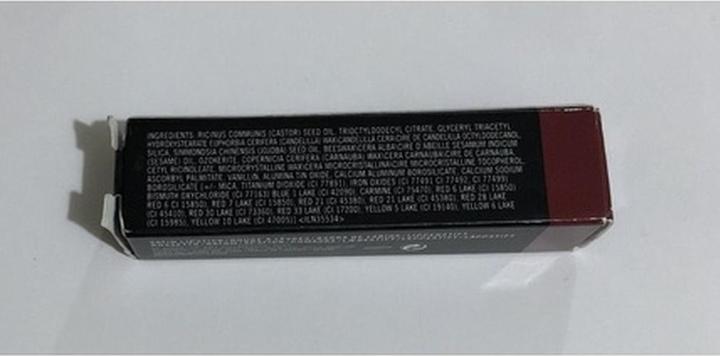 INGREDIENTS: RICINUS COMMUNIS (CASTOR) SEED OIL, TRIOCTYLDODECYL CITRATE, GLYCERYL TRIACETYL
HYDROXYSTEARATE EUPHORBIA CERIFERA (CANDELILLA) WAX\CANDELILLA CERA\CIRE DE CANDELILLA OCTYLDODECANOL,
SILICA, SIMMONDSIA CHINENSIS (JOJOBA) SEED OIL, BEESWAX\CERA ALBA\CIRE D ABEILLE SESAMUM INDICUM
(SESAME) OIL, OZOKERITE, COPERNICIA CERIFERA (CARNAUBA) WAX\CERA CARNAUBA\CIRE DE CARNAUBA,
CETYL RICINOLEATE, MICROCRYSTALLINE WAX\CERA MICROCRISTALLINA\CIRE MICROCRISTALLINE TOCOPHEROL,
ASCORBYL PALMITATE, VANILLIN, ALUMINA TIN OXIDE, CALCIUM ALUMINUM BOROSILICATE, CALCIUM SODIUM
BOROSILICATE [+/- MICA, TITANIUM DIOXIDE (CI 77891), IRON OXIDES (CI 77491, CI 77492, CI 77499),
BISMUTH OXYCHLORIDE (CI 77163), BLUE 1 LAKE (CI 42090), CARMINE (CI 75470), RED 6 LAKE (CI 15850)
RED 6 (CI 15850), RED 7 LAKE (CI 15850), RED 21 (CI 45380), RED 21 LAKE (CI 45380), RED 28 LAKE
(CI 45410), RED 30 LAKE (CI 73360), RED 33 LAKE (CI 17200), YELLOW 5 LAKE (CI 19140), YELLOW 6 LAKE
(CI 15985), YELLOW 10 LAKE (CI 47005)]